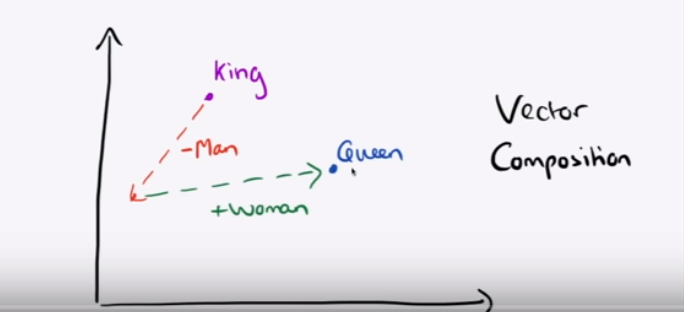 King
-Man
Queen
+Woman
Vector
Composition